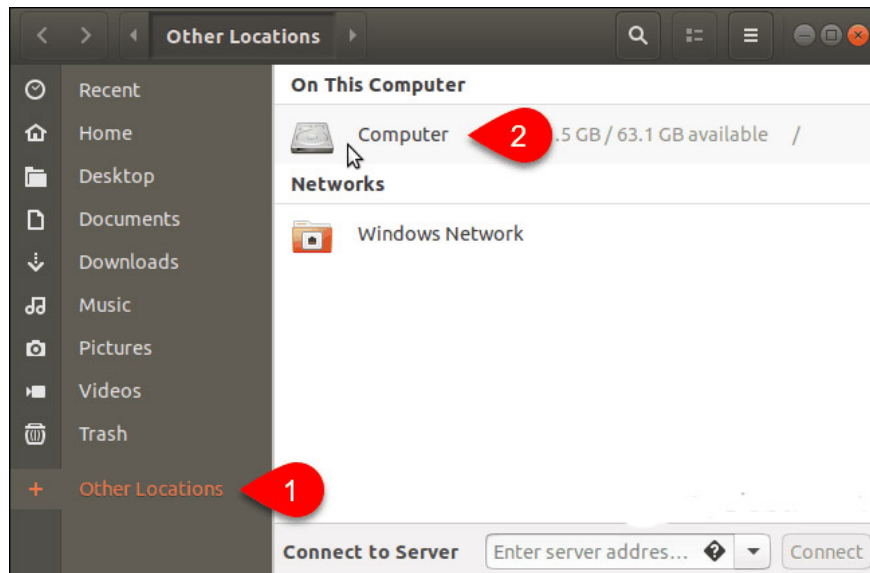 Other Locations
Recent
Home
Desktop
Documents
Downloads
Music
Pictures
Videos
Trash
Other Locations 1
On This Computer
Computer 2 .5 GB / 63.1 GB available /
Networks
Windows Network
Connect to Server Enter server addres... Connect